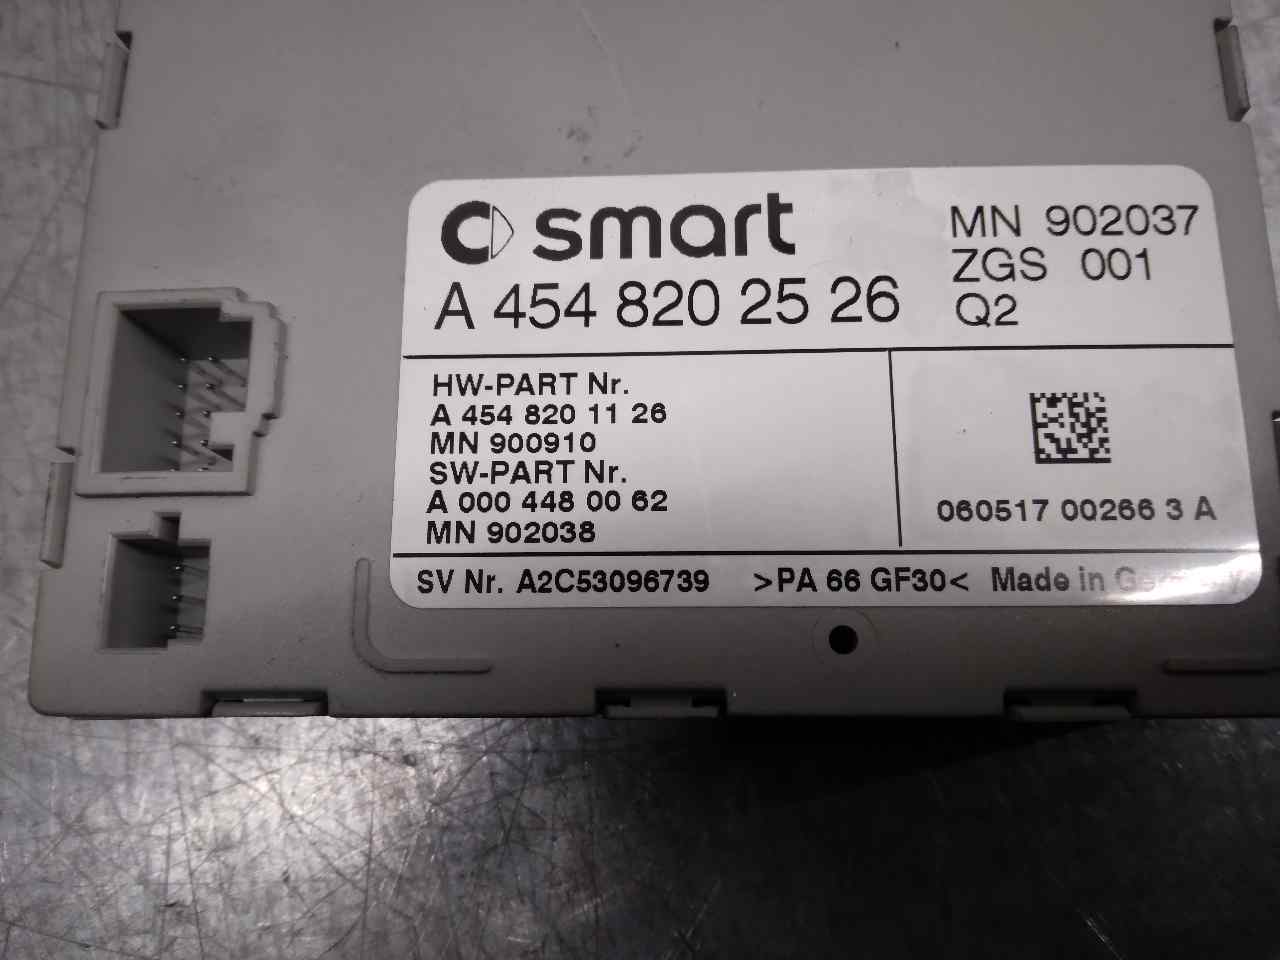 smart
A 454 820 25 26
MN 902037
ZGS 001
Q2
HW-PART Nr.
A 454 820 11 26
MN 900910
SW-PART Nr.
A 000 448 00 62
MN 902038
060517 00266 3 A
SV Nr. A2C53096739 >PA 66 GF30< Made in Germany